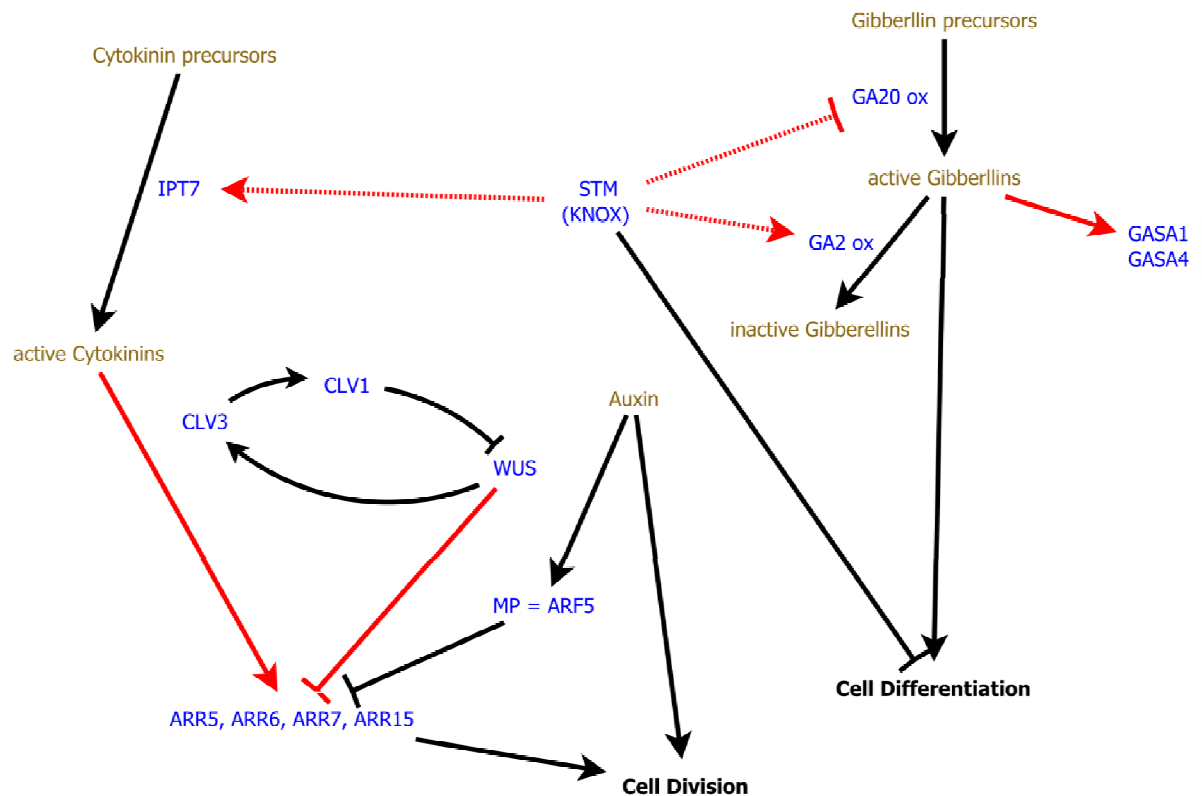 Gibberllin precursors
Cytokinin precursors
GA20 ox
IPT7
STM
(KNOX)
active Gibberllins
GA2 ox
GASA1
GASA4
inactive Gibberellins
active Cytokinins
CLV1
Auxin
CLV3
WUS
MP = ARF5
Cell Differentiation
ARR5, ARR6, ARR7, ARR15
Cell Division